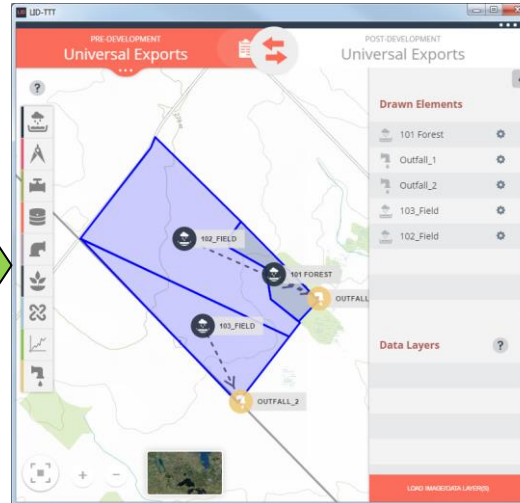 LID-TTT
PRE-DEVELOPMENT
Universal Exports
POST-DEVELOPMENT
Universal Exports
?
Drawn Elements
101 Forest
Outfall_1
Outfall_2
103_Field
102_Field
102_FIELD
101 FOREST
OUTFALL
103_FIELD
OUTFALL_2
Data Layers
?
+ −
LOAD IMAGE/DATA LAYER(S)